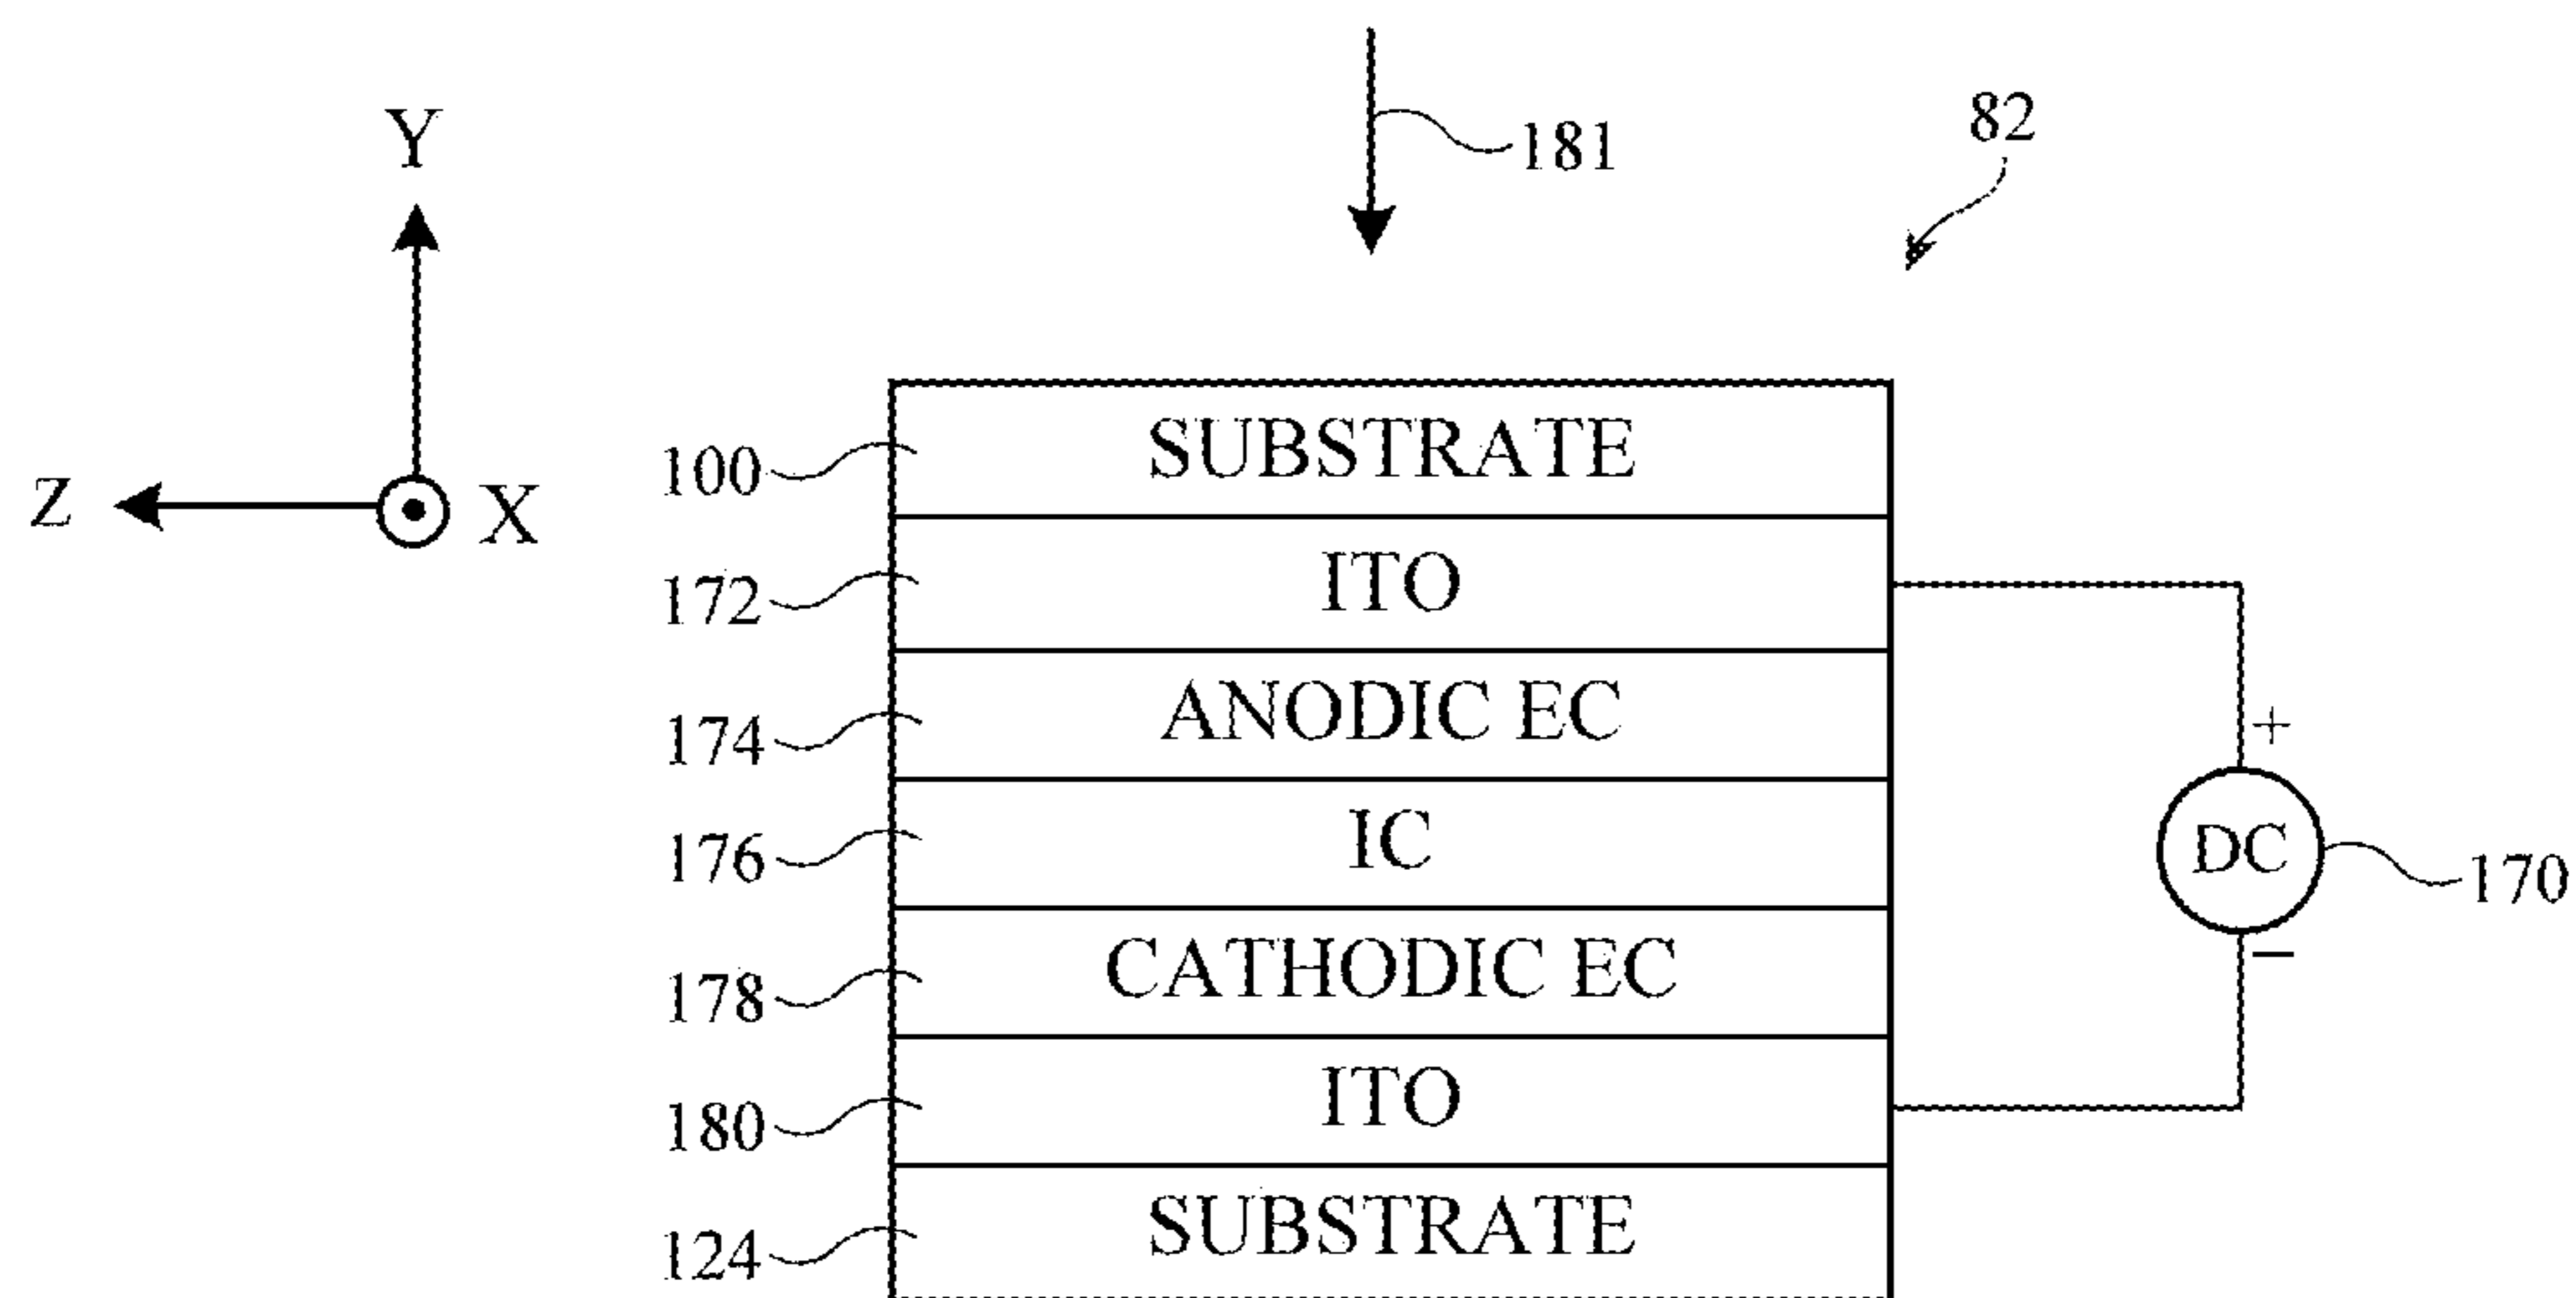 Y
Z
X
181
82
100
SUBSTRATE
172
ITO
174
ANODIC EC
176
IC
178
CATHODIC EC
180
ITO
124
SUBSTRATE
+
DC
170
−